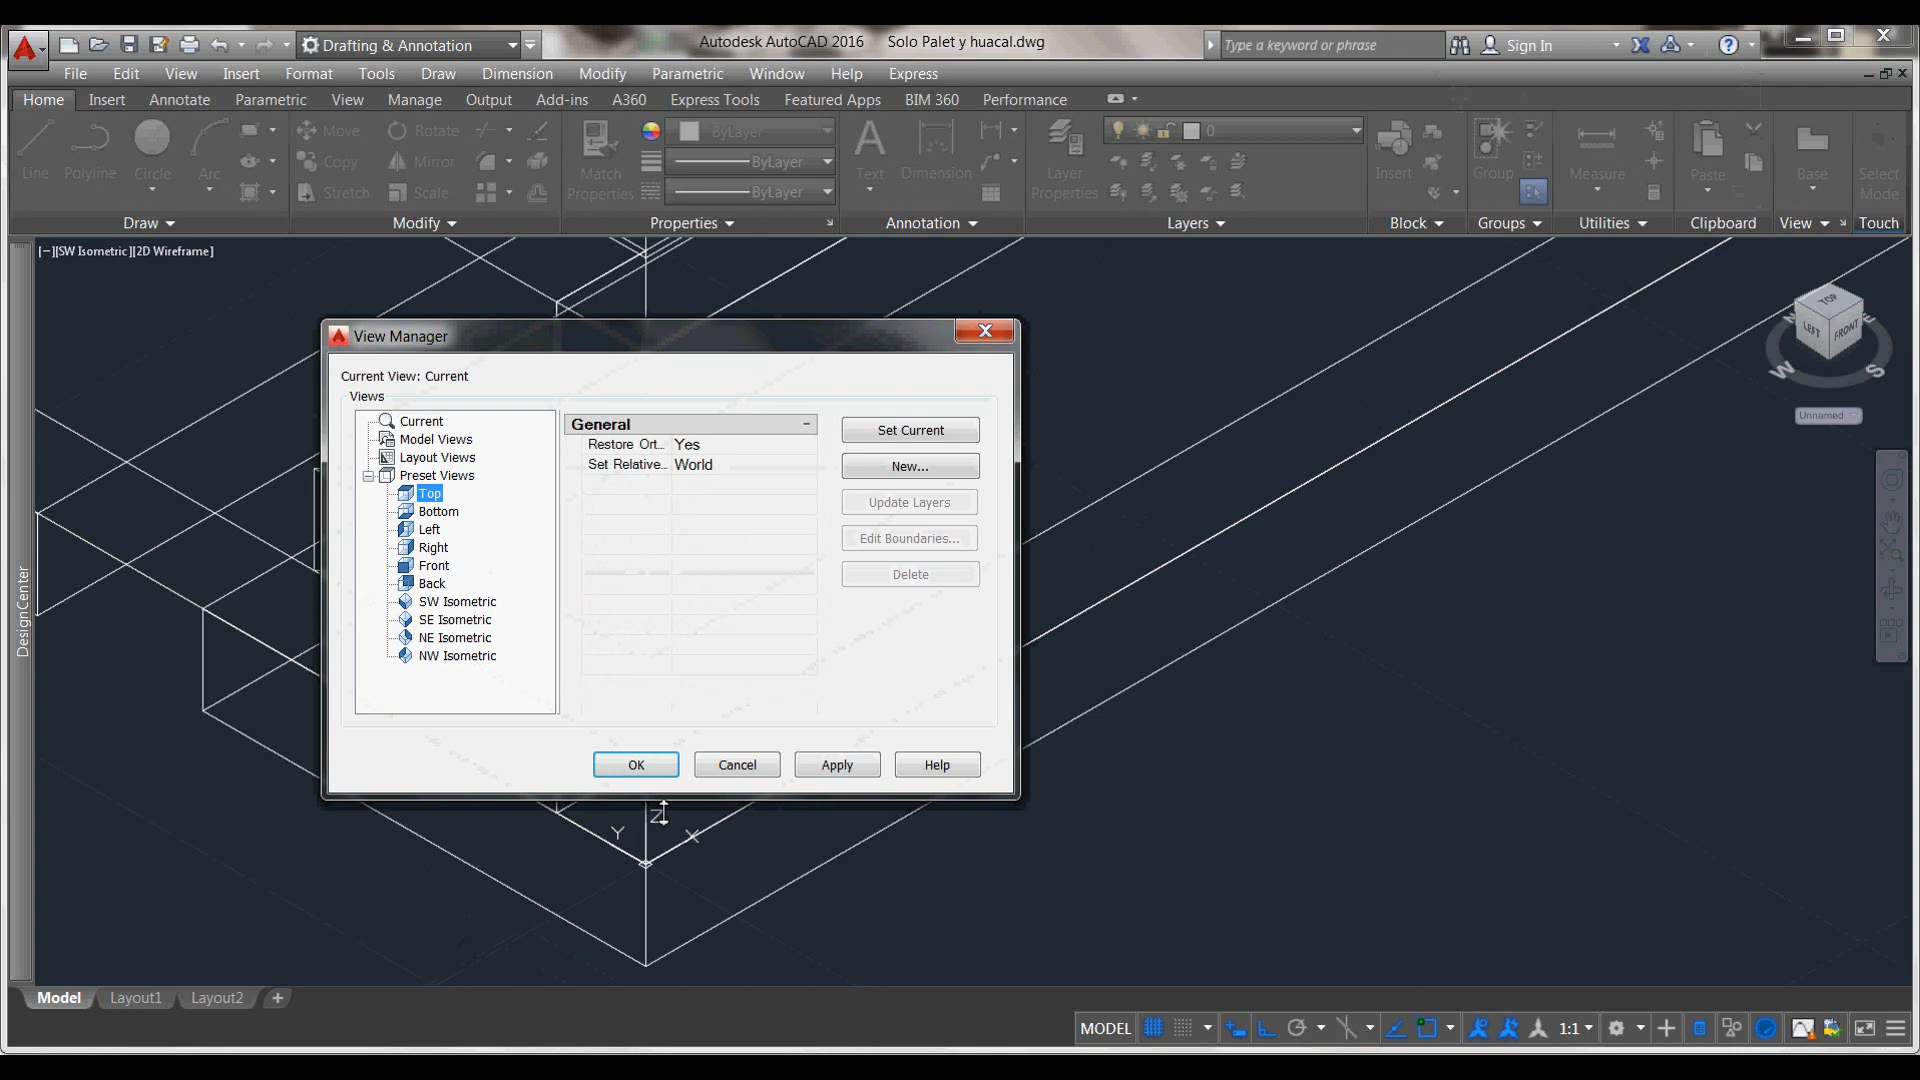 Drafting & Annotation
Autodesk AutoCAD 2016 Solo Palet y huacal.dwg
Type a keyword or phrase
Sign In
File Edit View Insert Format Tools Draw Dimension Modify Parametric Window Help Express
Home Insert Annotate Parametric View Manage Output Add-ins A360 Express Tools Featured Apps BIM 360 Performance
Line Polyline Circle Arc
Move Rotate
Copy Mirror
Stretch Scale
Match Properties
ByLayer
ByLayer
ByLayer
Text Dimension
Layer Properties
0
Insert
Group
Measure
Paste
Base
Select Mode
Draw Modify Properties Annotation Layers Block Groups Utilities Clipboard View Touch
[−][SW Isometric][2D Wireframe]
TOP
LEFT
FRONT
N
E
W
S
Unnamed
DesignCenter
View Manager
Current View: Current
Views
Current
Model Views
Layout Views
Preset Views
Top
Bottom
Left
Right
Front
Back
SW Isometric
SE Isometric
NE Isometric
NW Isometric
General
Restore Ort... Yes
Set Relative... World
Set Current
New...
Update Layers
Edit Boundaries...
Delete
OK Cancel Apply Help
Z
Y
X
Model Layout1 Layout2
MODEL
1:1